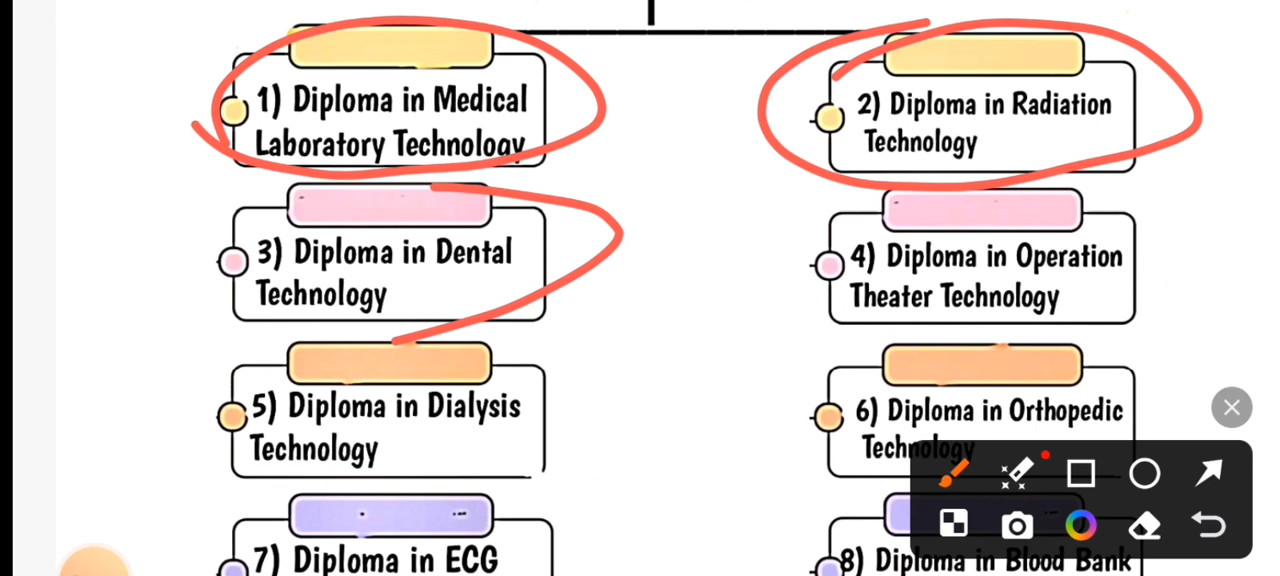 1) Diploma in Medical
Laboratory Technology
2) Diploma in Radiation
Technology
3) Diploma in Dental
Technology
4) Diploma in Operation
Theater Technology
5) Diploma in Dialysis
Technology
6) Diploma in Orthopedic
Technology
7) Diploma in ECG
8) Diploma in Blood Bank